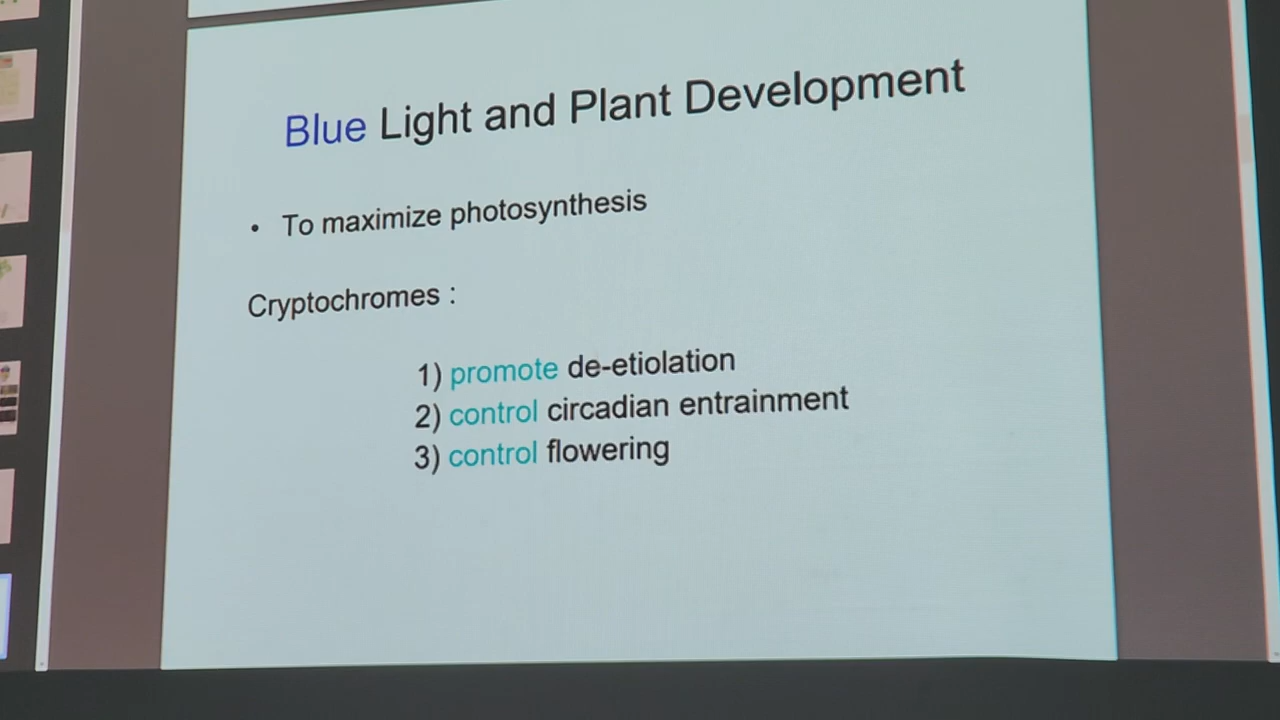 Blue Light and Plant Development
• To maximize photosynthesis
Cryptochromes :
1) promote de-etiolation
2) control circadian entrainment
3) control flowering